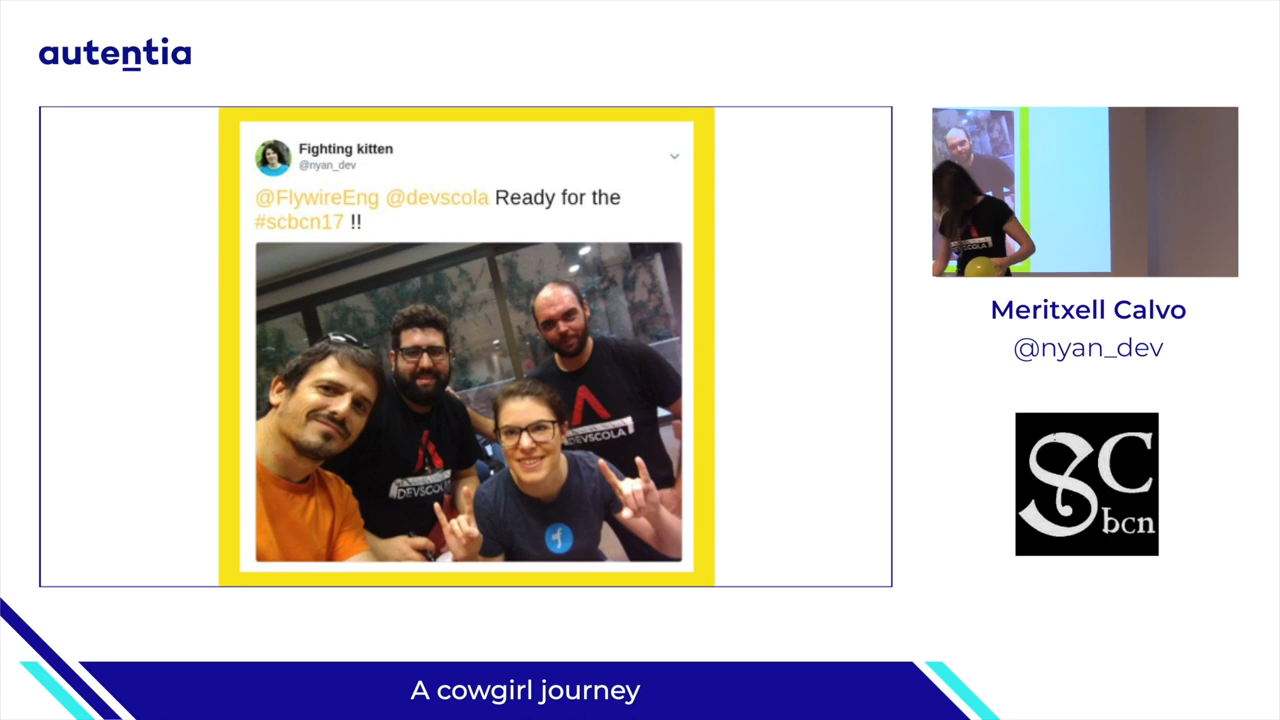 autentia
Fighting kitten
@nyan_dev
@FlywireEng @devscola Ready for the
#scbcn17 !!
DEVSCOLA
DEVSCOLA
f
Meritxell Calvo
@nyan_dev
SC
bcn
A cowgirl journey